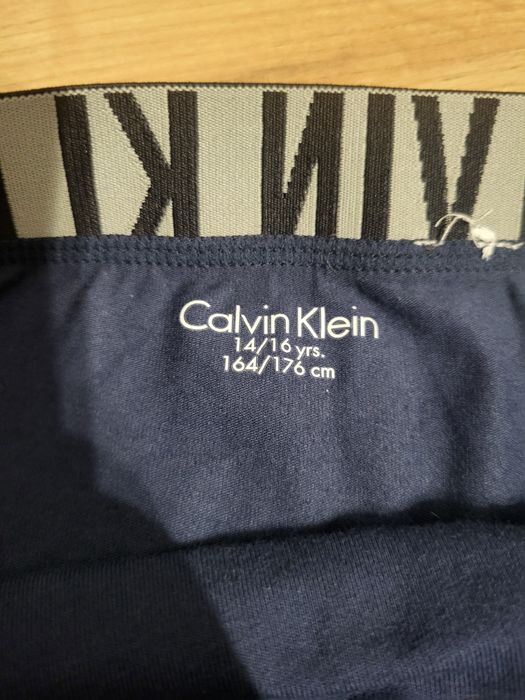 Calvin Klein
14/16 yrs.
164/176 cm